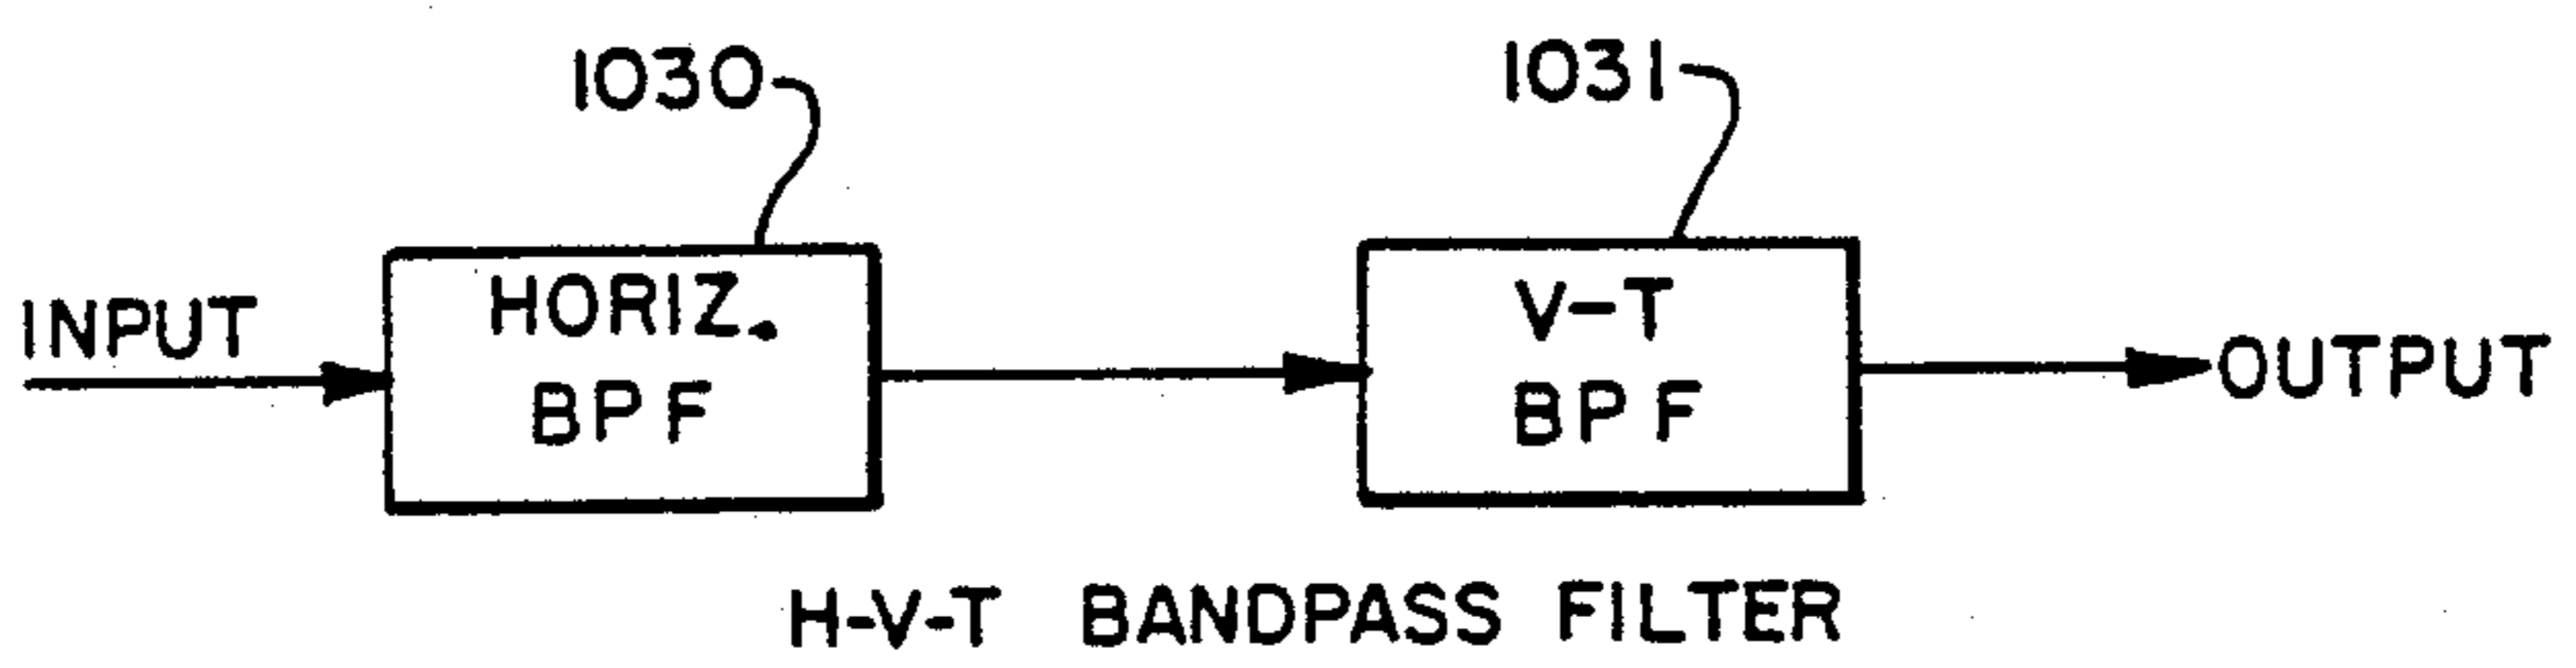 1030
1031
INPUT
HORIZ.
BPF
V-T
BPF
OUTPUT
H-V-T BANDPASS FILTER